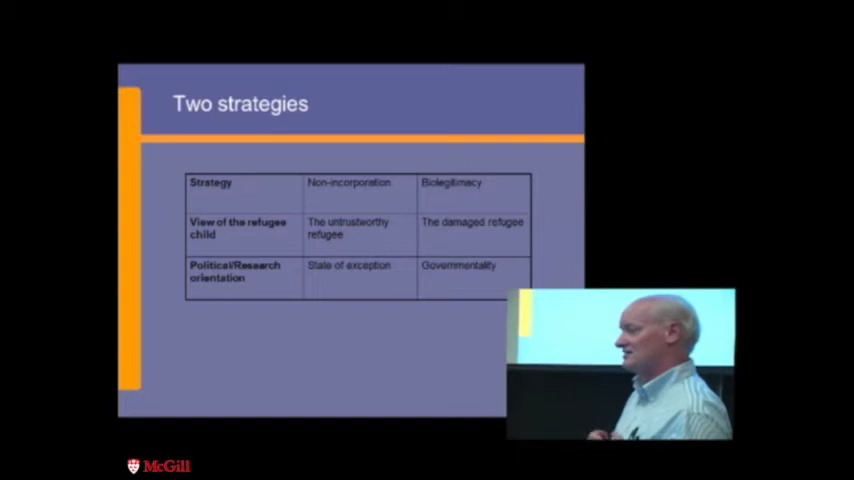 Two strategies
Strategy Non-incorporation Biolegitimacy
View of the refugee The untrustworthy The damaged refugee
child refugee
Political/Research State of exception Governmentality
orientation
McGill